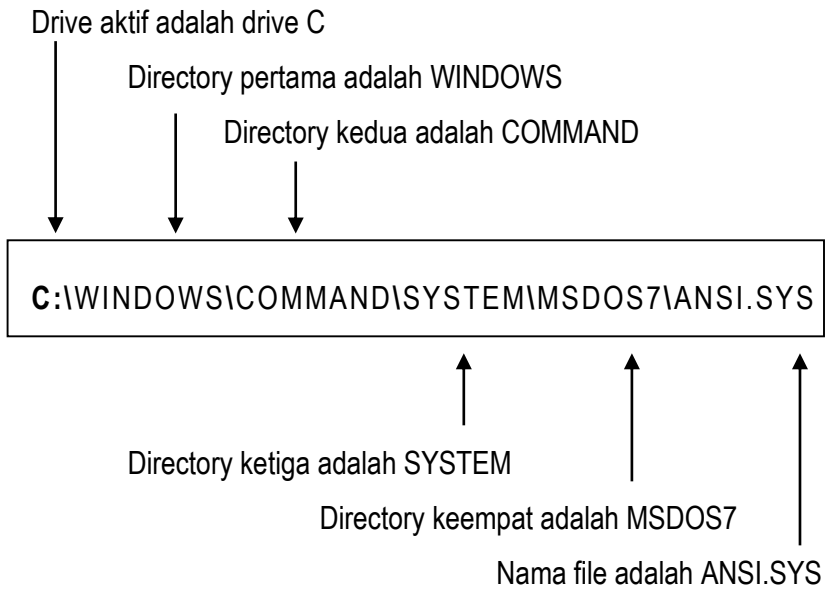 Drive aktif adalah drive C
Directory pertama adalah WINDOWS
Directory kedua adalah COMMAND
C:\WINDOWS\COMMAND\SYSTEM\MSDOS7\ANSI.SYS
Directory ketiga adalah SYSTEM
Directory keempat adalah MSDOS7
Nama file adalah ANSI.SYS